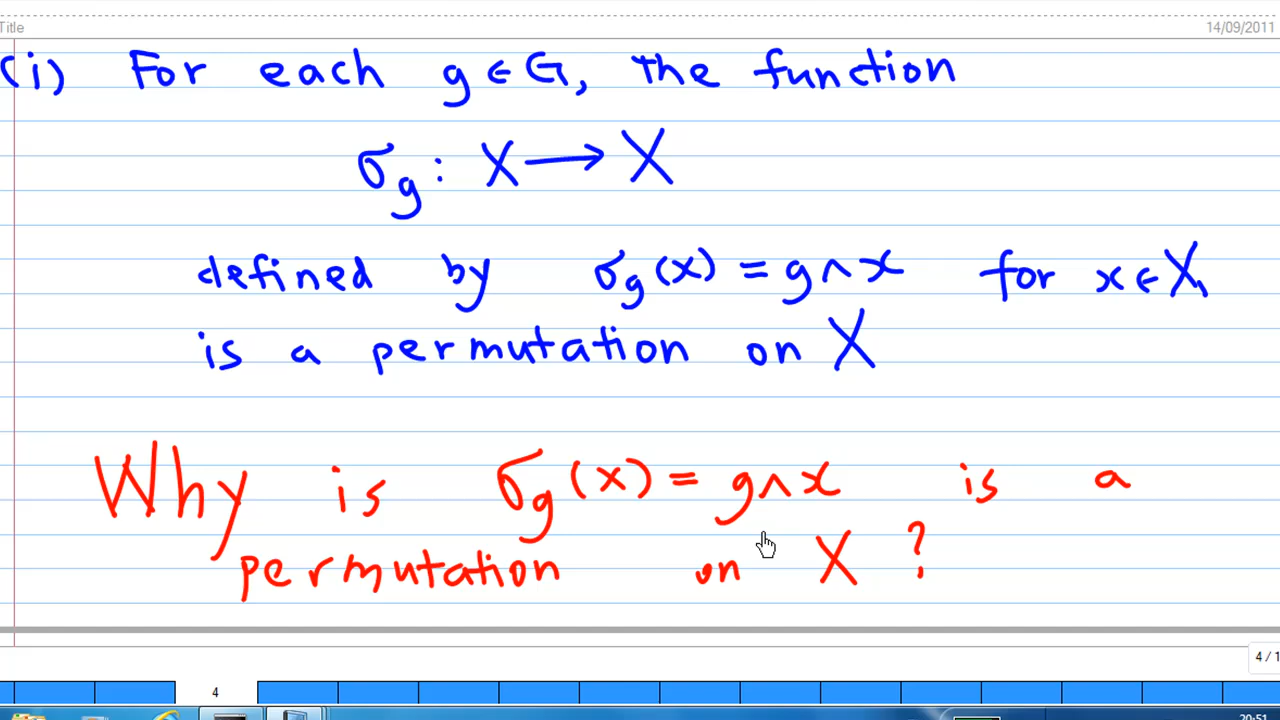 Title
14/09/2011
(i) For each g∈G, the function
σg: X ⟶ X
defined by σg(x) = g∧x for x∈X,
is a permutation on X
Why is σg(x) = g∧x is a
permutation on X ?
4 / 1
4
20:51